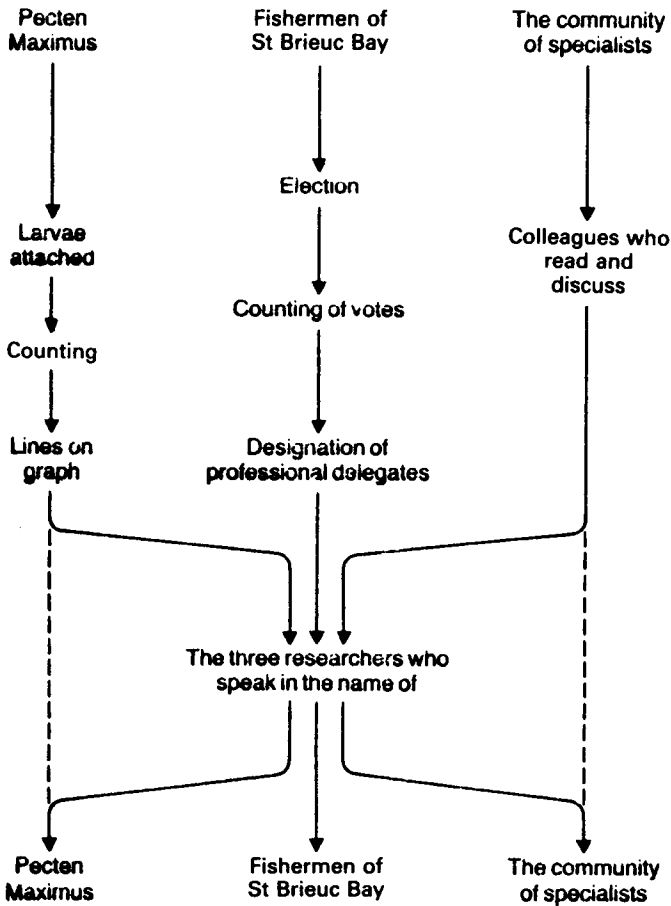 Pecten
Maximus
Fishermen of
St Brieuc Bay
The community
of specialists
Election
Larvae
attached
Colleagues who
read and
discuss
Counting of votes
Counting
Lines on
graph
Designation of
professional delegates
The three researchers who
speak in the name of
Pecten
Maximus
Fishermen of
St Brieuc Bay
The community
of specialists